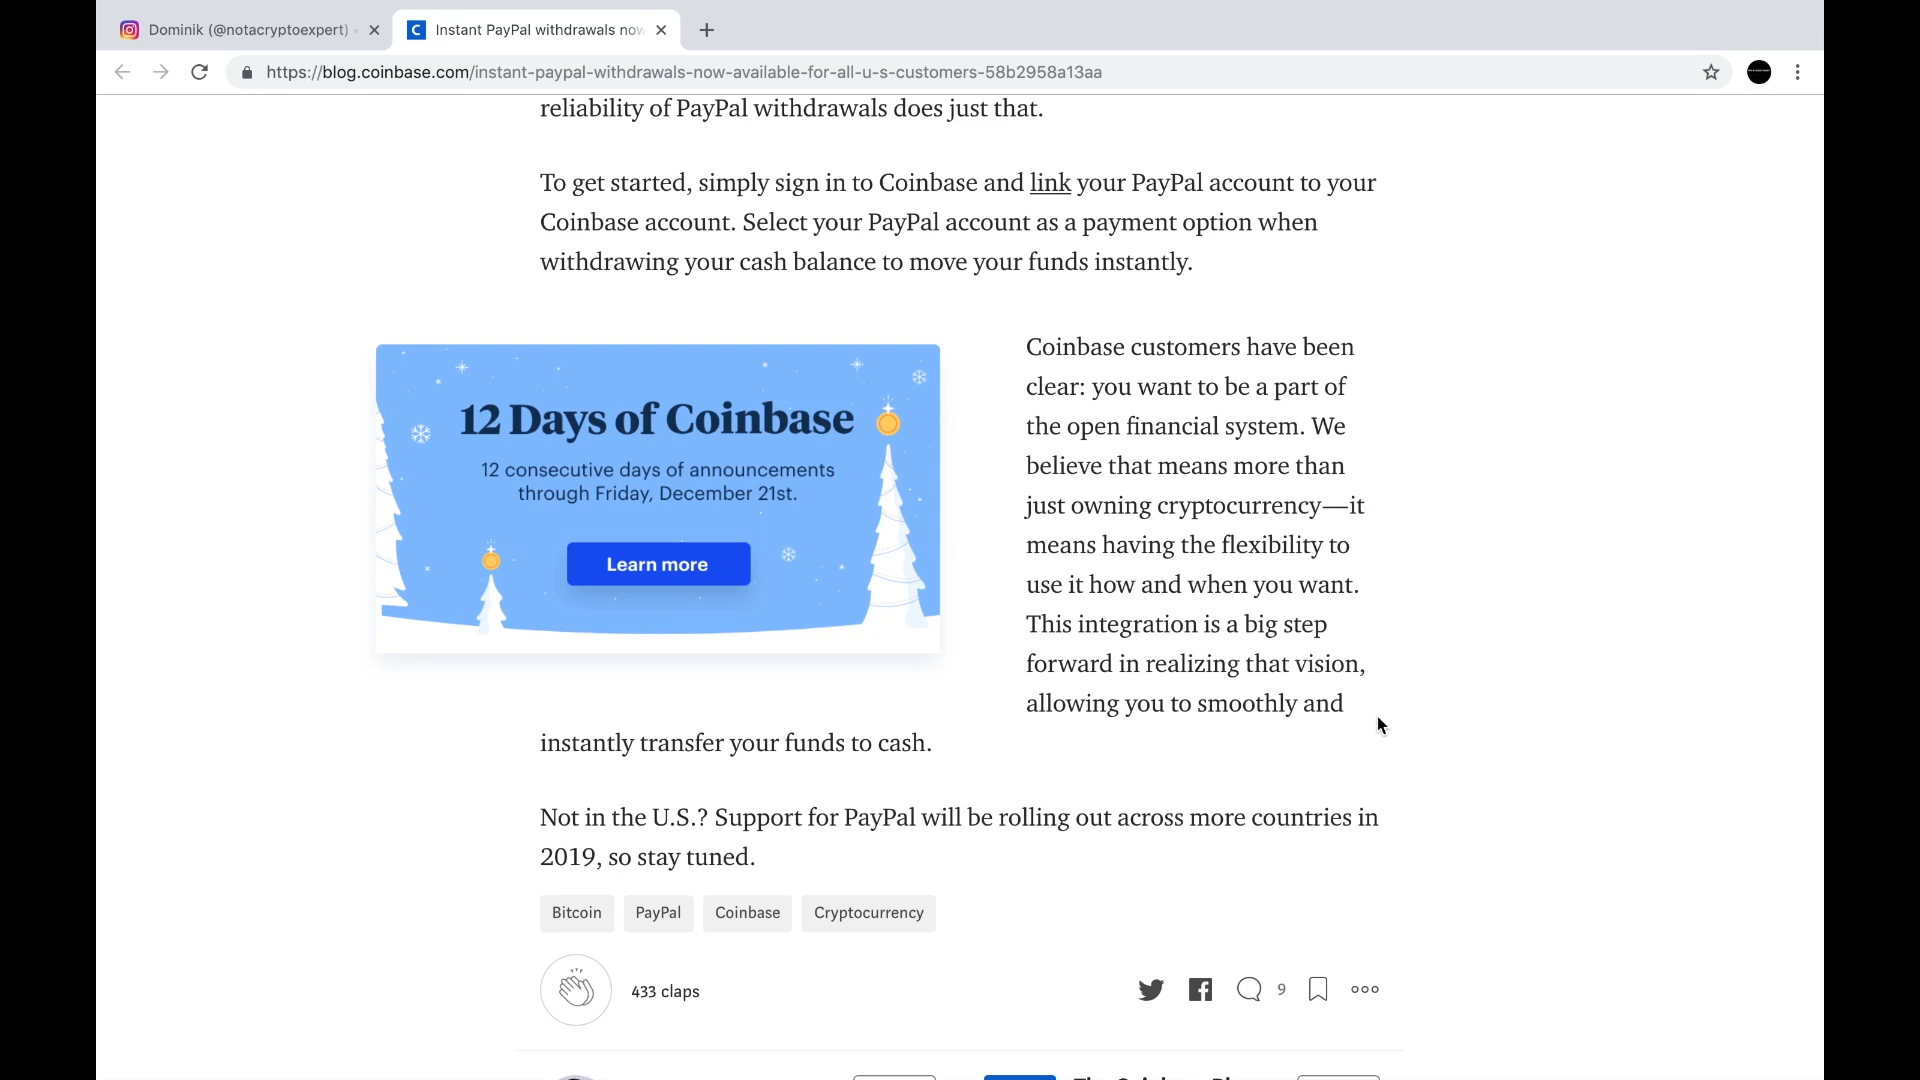 Dominik (@notacryptoexpert)
Instant PayPal withdrawals now
https://blog.coinbase.com/instant-paypal-withdrawals-now-available-for-all-u-s-customers-58b2958a13aa
reliability of PayPal withdrawals does just that.
To get started, simply sign in to Coinbase and link your PayPal account to your
Coinbase account. Select your PayPal account as a payment option when
withdrawing your cash balance to move your funds instantly.
12 Days of Coinbase
12 consecutive days of announcements
through Friday, December 21st.
Learn more
Coinbase customers have been
clear: you want to be a part of
the open financial system. We
believe that means more than
just owning cryptocurrency—it
means having the flexibility to
use it how and when you want.
This integration is a big step
forward in realizing that vision,
allowing you to smoothly and
instantly transfer your funds to cash.
Not in the U.S.? Support for PayPal will be rolling out across more countries in
2019, so stay tuned.
Bitcoin
PayPal
Coinbase
Cryptocurrency
433 claps
9